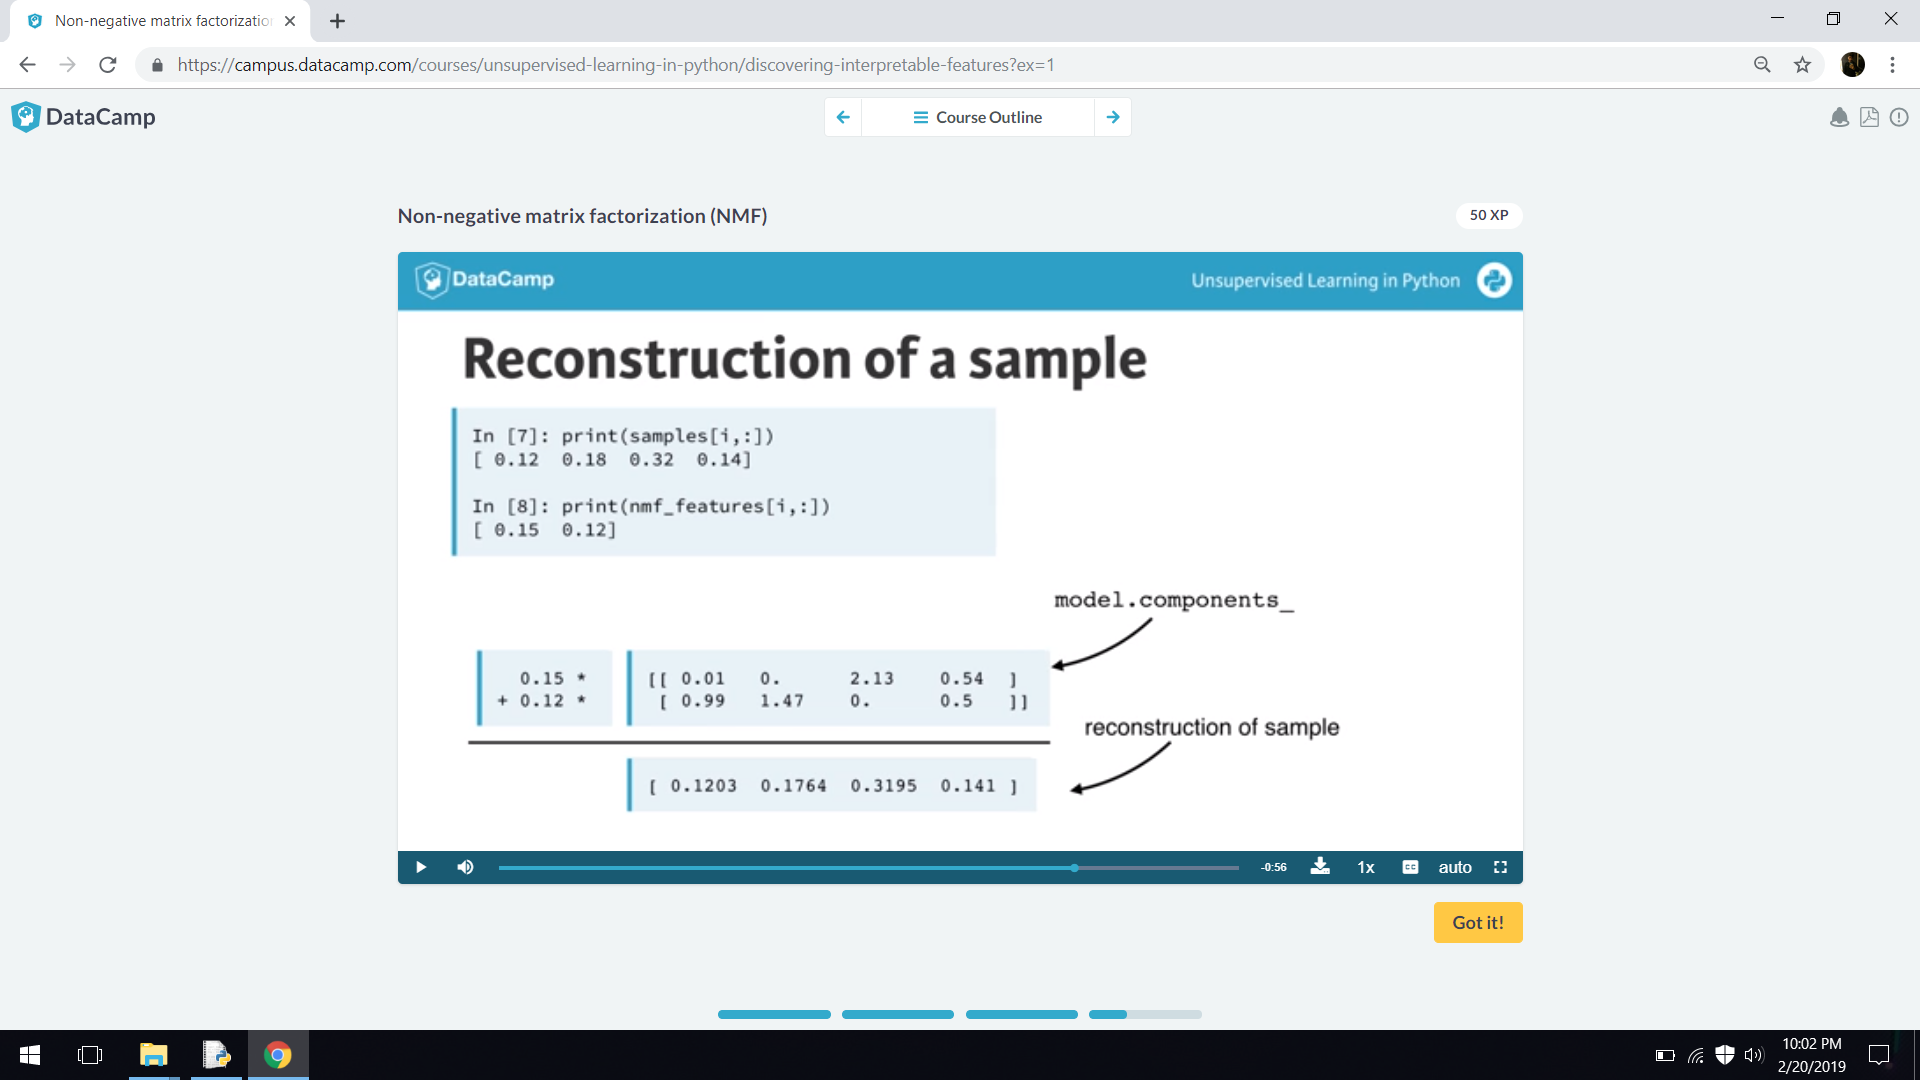 Non-negative matrix factorizatio
https://campus.datacamp.com/courses/unsupervised-learning-in-python/discovering-interpretable-features?ex=1
DataCamp
Course Outline
Non-negative matrix factorization (NMF)
50 XP
DataCamp
Unsupervised Learning in Python
Reconstruction of a sample
In [7]: print(samples[i,:])
[ 0.12 0.18 0.32 0.14]
In [8]: print(nmf_features[i,:])
[ 0.15 0.12]
model.components_
0.15 * [[ 0.01 0. 2.13 0.54 ]
+ 0.12 * [ 0.99 1.47 0. 0.5 ]]
reconstruction of sample
[ 0.1203 0.1764 0.3195 0.141 ]
-0:56
1x
CC
auto
Got it!
10:02 PM
2/20/2019